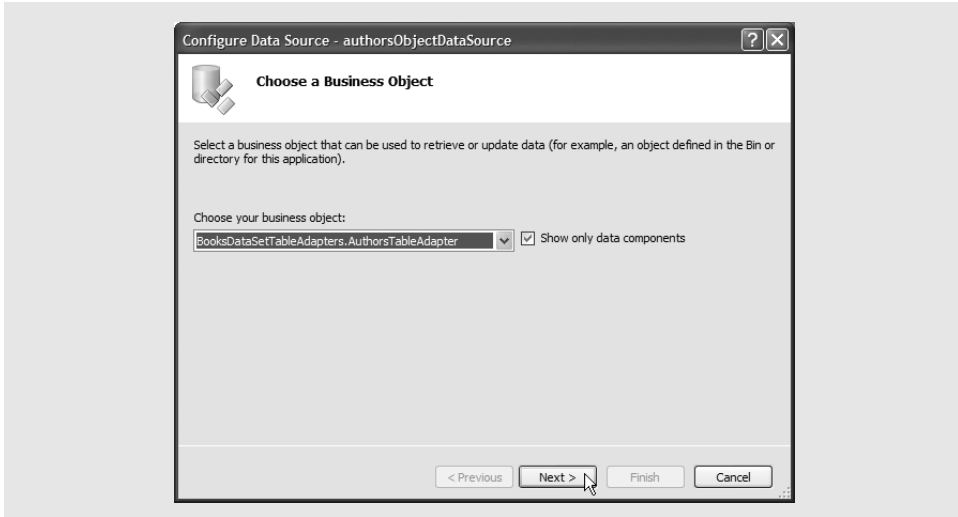 Configure Data Source - authorsObjectDataSource
Choose a Business Object
Select a business object that can be used to retrieve or update data (for example, an object defined in the Bin or
directory for this application).
Choose your business object:
BooksDataSetTableAdapters.AuthorsTableAdapter
Show only data components
< Previous
Next >
Finish
Cancel